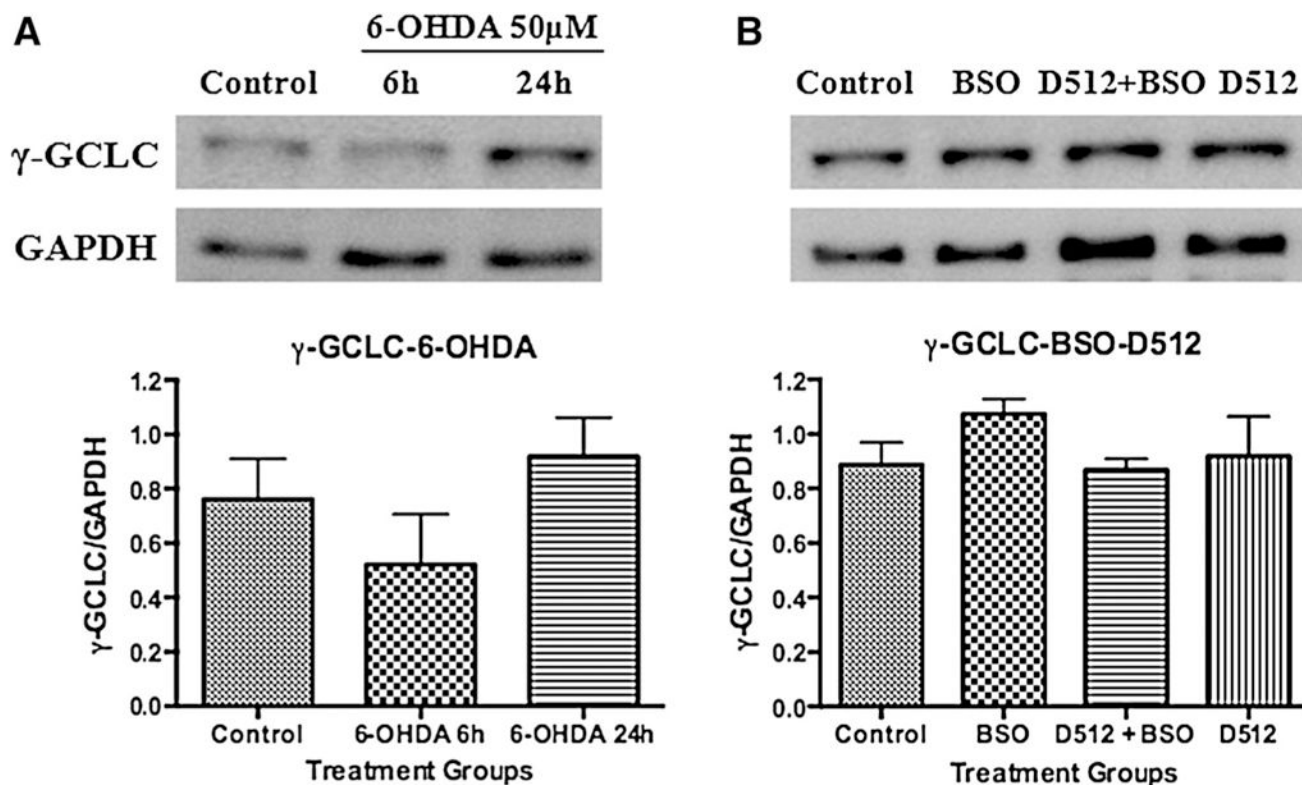 A
6-OHDA 50µM
Control 6h 24h
γ-GCLC
GAPDH
γ-GCLC-6-OHDA
γ-GCLC/GAPDH
1.2
1.0
0.8
0.6
0.4
0.2
0.0
Control 6-OHDA 6h 6-OHDA 24h
Treatment Groups
B
Control BSO D512+BSO D512
γ-GCLC-BSO-D512
γ-GCLC/GAPDH
1.2
1.0
0.8
0.6
0.4
0.2
0.0
Control BSO D512 + BSO D512
Treatment Groups